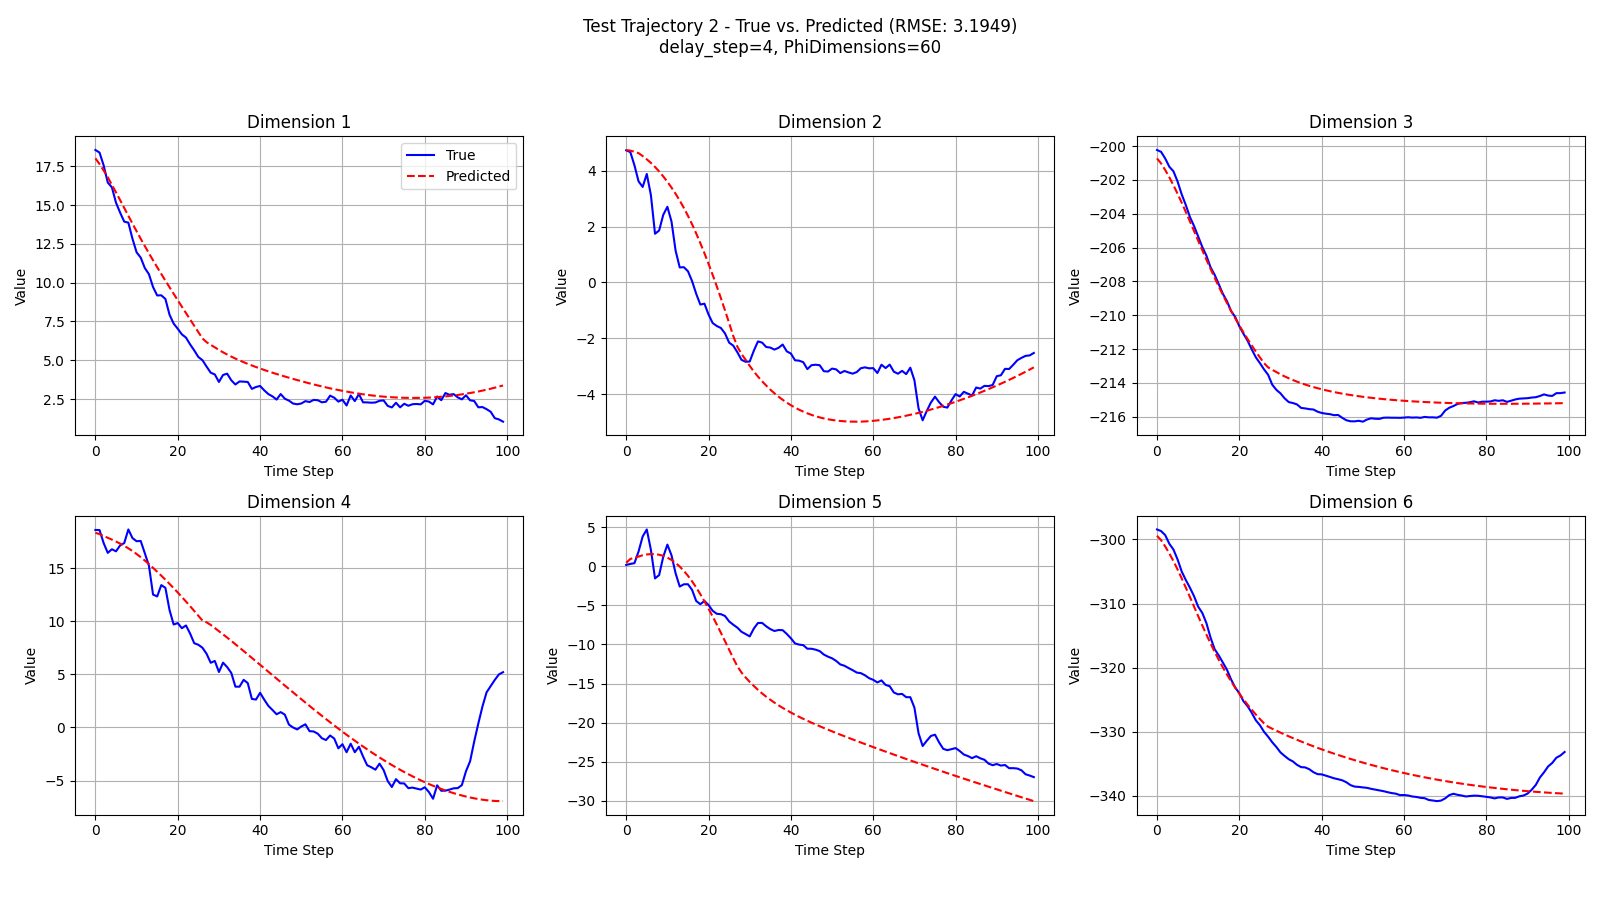 Test Trajectory 2 - True vs. Predicted (RMSE: 3.1949)
delay_step=4, PhiDimensions=60
Dimension 1
Value
17.5
15.0
12.5
10.0
7.5
5.0
2.5
0 20 40 60 80 100
Time Step
True
Predicted
Dimension 2
Value
4
2
0
−2
−4
0 20 40 60 80 100
Time Step
Dimension 3
Value
−200
−202
−204
−206
−208
−210
−212
−214
−216
0 20 40 60 80 100
Time Step
Dimension 4
Value
15
10
5
0
−5
0 20 40 60 80 100
Time Step
Dimension 5
Value
5
0
−5
−10
−15
−20
−25
−30
0 20 40 60 80 100
Time Step
Dimension 6
Value
−300
−310
−320
−330
−340
0 20 40 60 80 100
Time Step